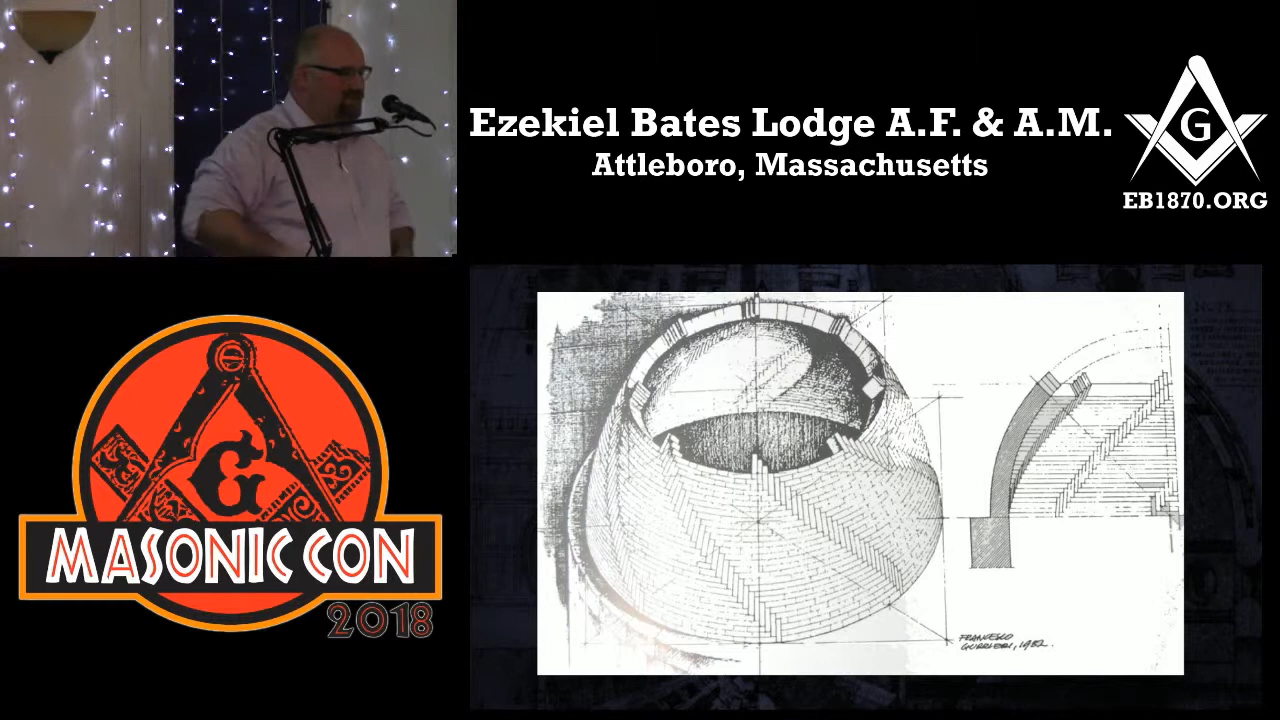 Ezekiel Bates Lodge A.F. & A.M.
Attleboro, Massachusetts
G
EB1870.ORG
G
MASONIC CON
2018
FRANCESCO
GURRIERI, 1982.